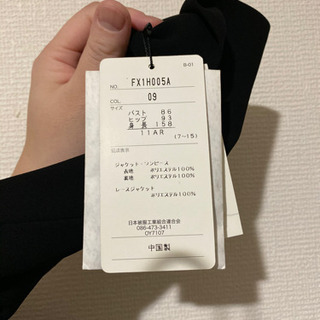 B-01
NO. FX1H005A
COL. 09
サイズ
バスト 86
ヒップ 93
身長 158
11AR
(7~15)
ジャケット・ワンピース
表地 ポリエステル100%
裏地 ポリエステル100%
レースジャケット
ポリエステル100%
日本被服工業組合連合会
086-473-3411
OY7107
中国製